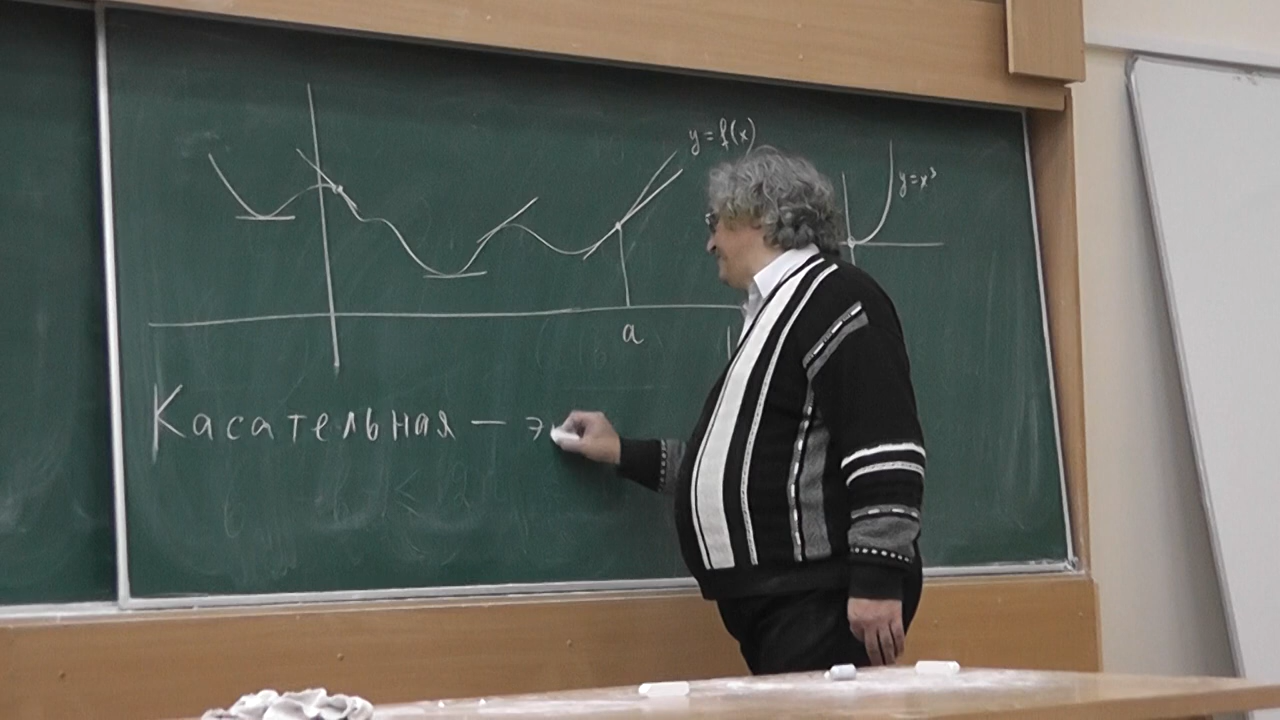 y=f(x)
y=x³
a
Касательная — э